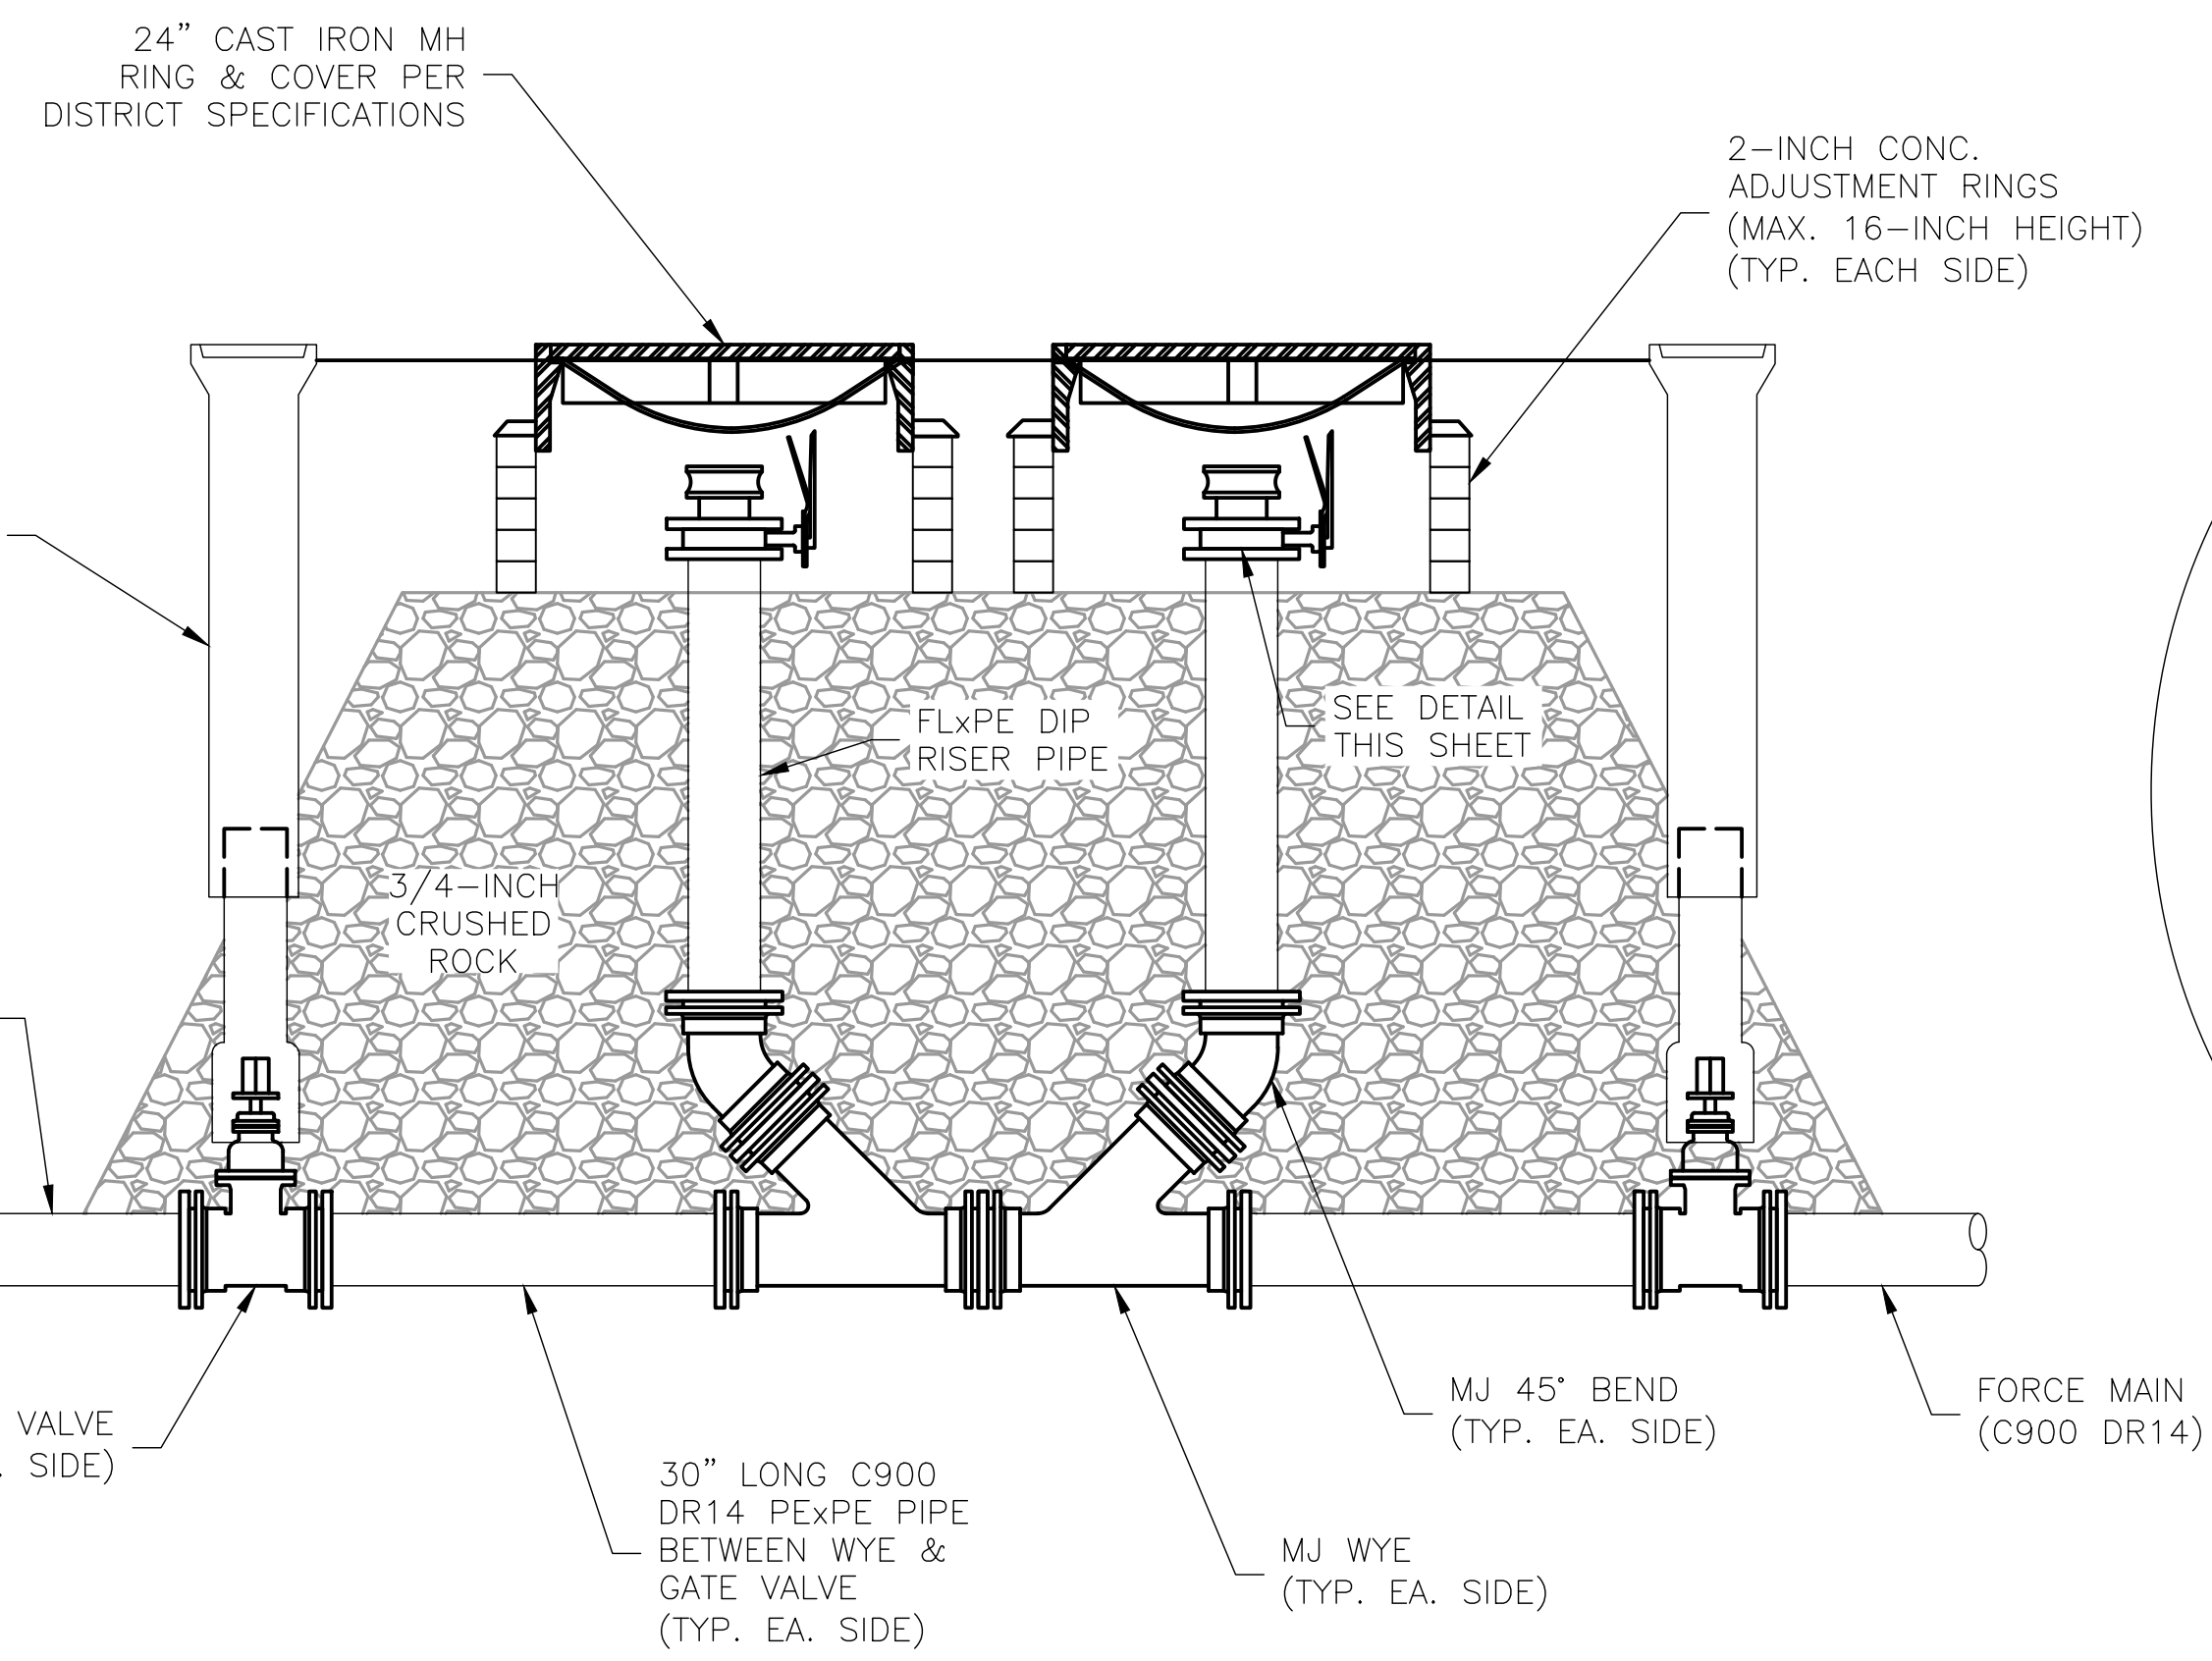 24” CAST IRON MH
RING & COVER PER
DISTRICT SPECIFICATIONS
2-INCH CONC.
ADJUSTMENT RINGS
(MAX. 16-INCH HEIGHT)
(TYP. EACH SIDE)
FLxPE DIP
RISER PIPE
SEE DETAIL
THIS SHEET
3/4-INCH
CRUSHED
ROCK
VALVE
. SIDE)
30” LONG C900
DR14 PExPE PIPE
BETWEEN WYE &
GATE VALVE
(TYP. EA. SIDE)
MJ WYE
(TYP. EA. SIDE)
MJ 45° BEND
(TYP. EA. SIDE)
FORCE MAIN
(C900 DR14)